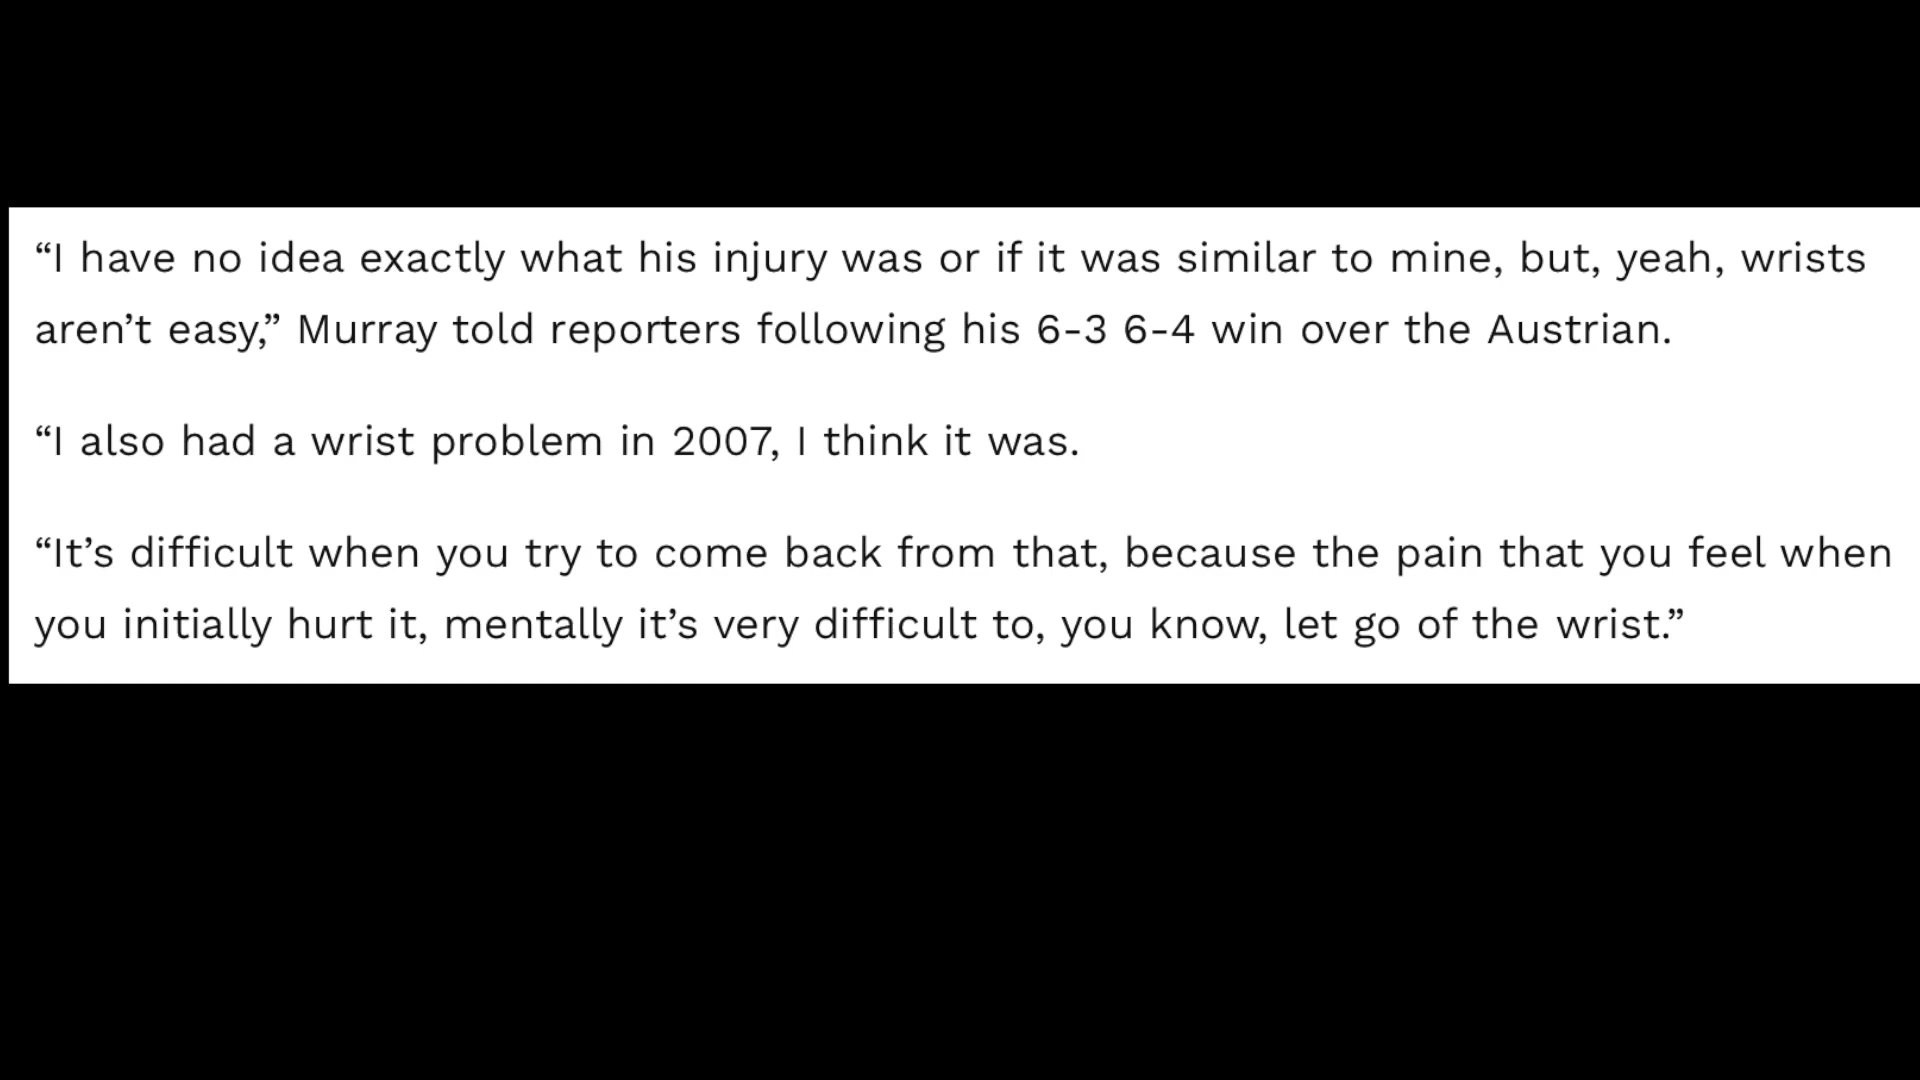 “I have no idea exactly what his injury was or if it was similar to mine, but, yeah, wrists
aren’t easy,” Murray told reporters following his 6-3 6-4 win over the Austrian.
“I also had a wrist problem in 2007, I think it was.
“It’s difficult when you try to come back from that, because the pain that you feel when
you initially hurt it, mentally it’s very difficult to, you know, let go of the wrist.”